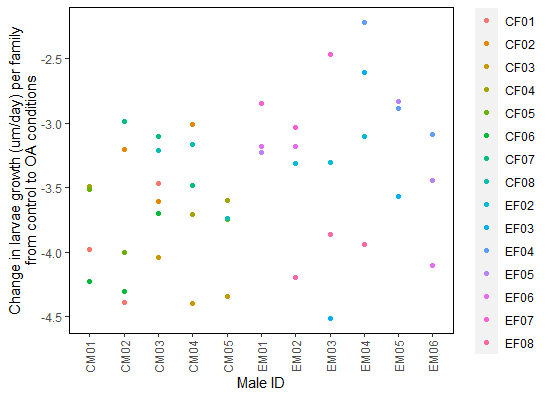 Change in larvae growth (um/day) per family
from control to OA conditions
-2.5
-3.0
-3.5
-4.0
-4.5
CM01
CM02
CM03
CM04
CM05
EM01
EM02
EM03
EM04
EM05
EM06
Male ID
CF01
CF02
CF03
CF04
CF05
CF06
CF07
CF08
EF02
EF03
EF04
EF05
EF06
EF07
EF08